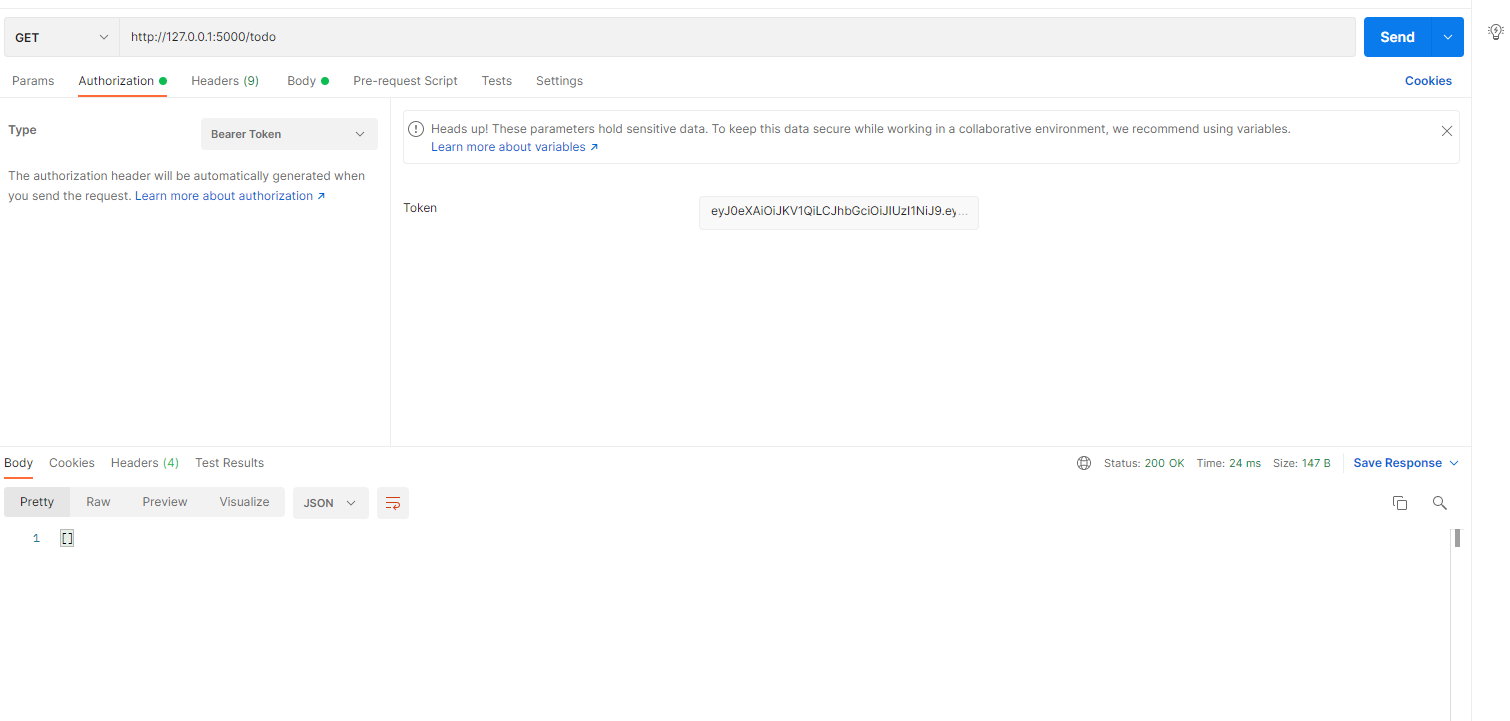 GET http://127.0.0.1:5000/todo Send
Params Authorization Headers (9) Body Pre-request Script Tests Settings Cookies
Type Bearer Token
The authorization header will be automatically generated when
you send the request. Learn more about authorization ↗
Heads up! These parameters hold sensitive data. To keep this data secure while working in a collaborative environment, we recommend using variables.
Learn more about variables ↗
Token eyJ0eXAiOiJKV1QiLCJhbGciOiJIUzI1NiJ9.ey...
Body Cookies Headers (4) Test Results Status: 200 OK Time: 24 ms Size: 147 B Save Response
Pretty Raw Preview Visualize JSON
1 []